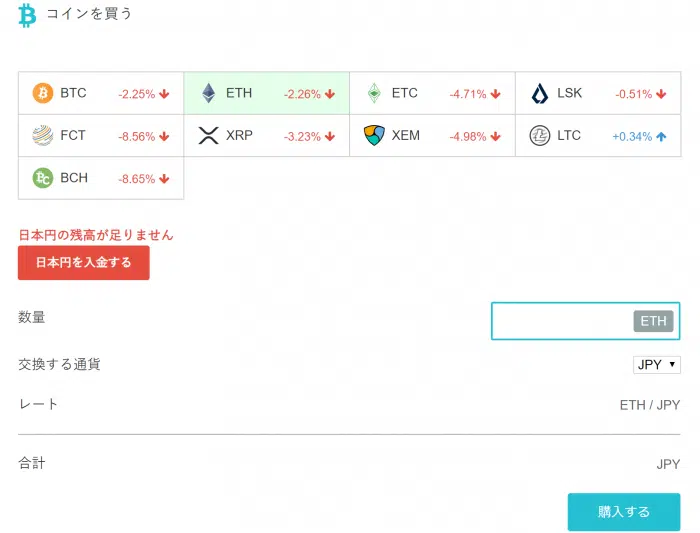 コインを買う
BTC -2.25% ETH -2.26% ETC -4.71% LSK -0.51%
FCT -8.56% XRP -3.23% XEM -4.98% LTC +0.34%
BCH -8.65%
日本円の残高が足りません
日本円を入金する
数量 ETH
交換する通貨 JPY
レート ETH / JPY
合計 JPY
購入する